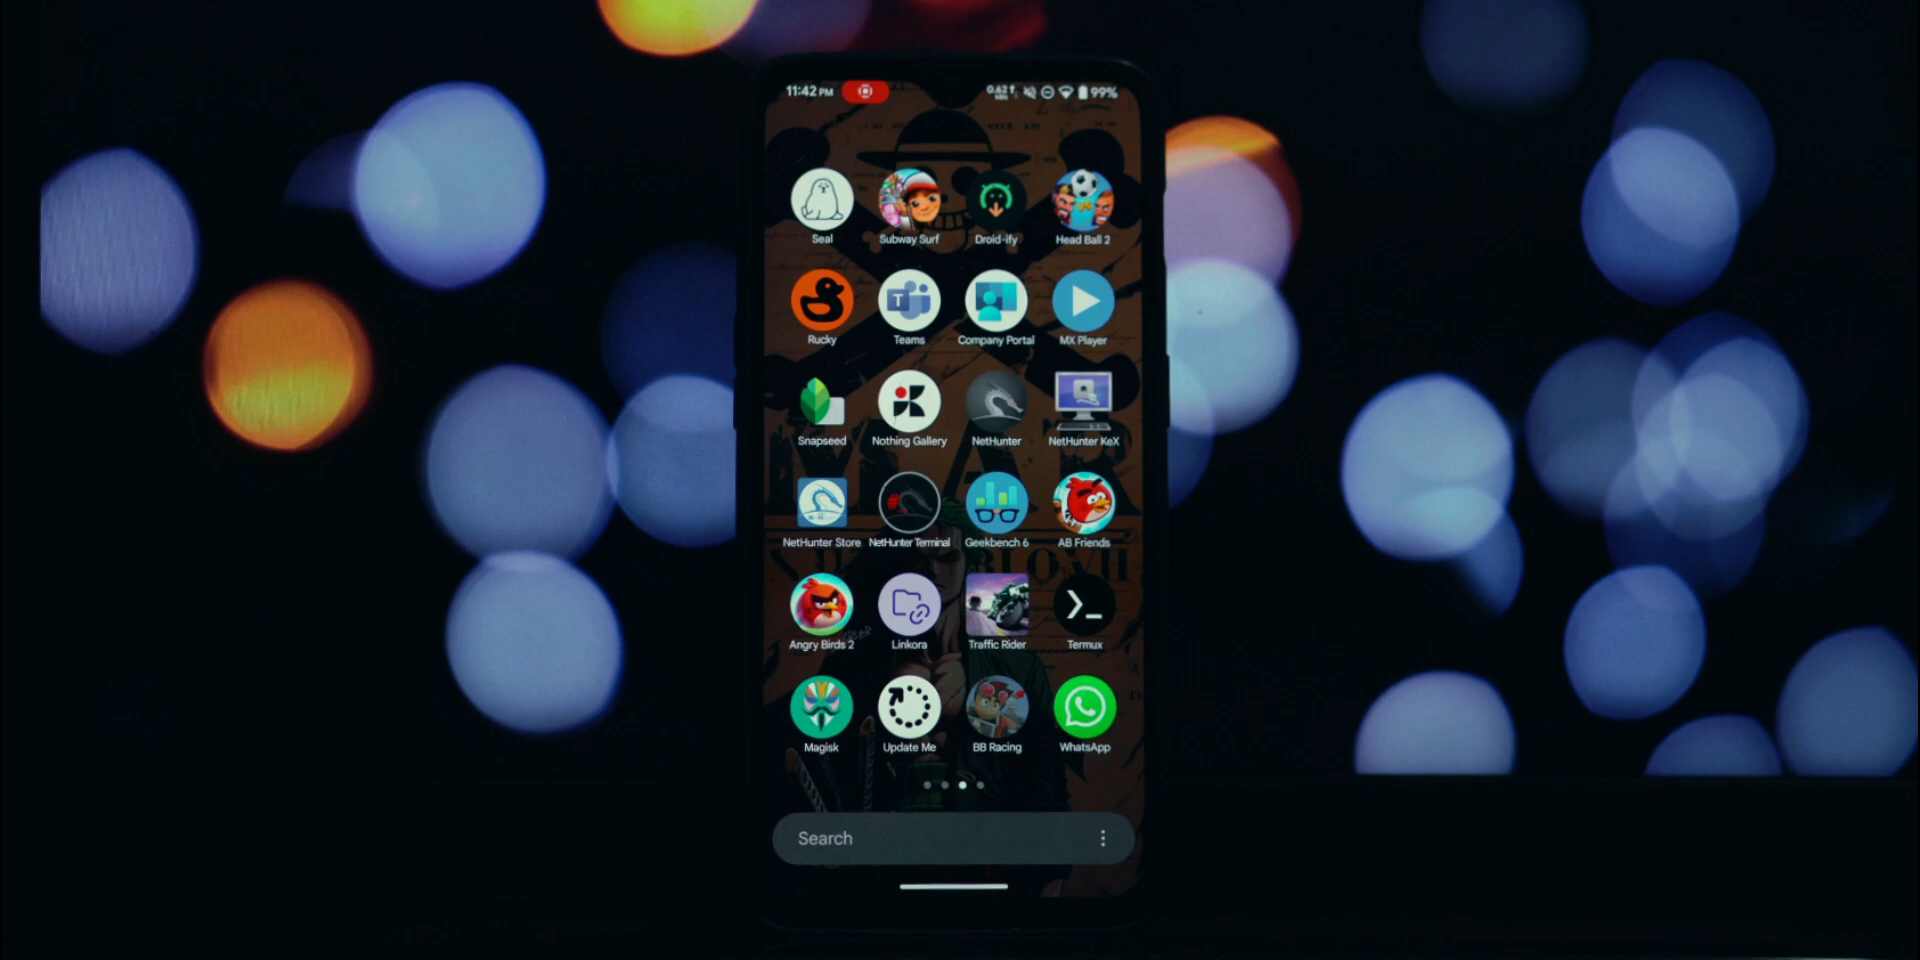 11:42 PM
0.62 99%
Seal Subway Surf Droid-ify Head Ball 2
Rucky Teams Company Portal MX Player
Snapseed Nothing Gallery NetHunter NetHunter KeX
NetHunter Store NetHunter Terminal Geekbench 6 AB Friends
Angry Birds 2 Linkora Traffic Rider Termux
Magisk Update Me BB Racing WhatsApp
Search